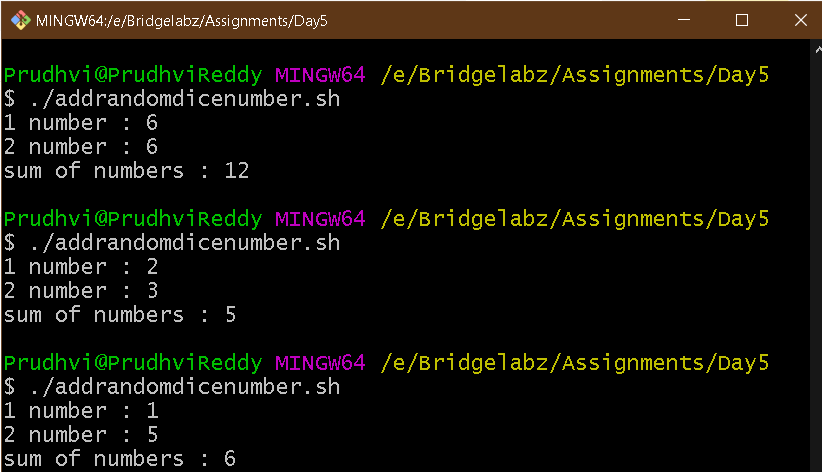 MINGW64:/e/Bridgelabz/Assignments/Day5
Prudhvi@PrudhviReddy MINGW64 /e/Bridgelabz/Assignments/Day5
$ ./addrandomdicenumber.sh
1 number : 6
2 number : 6
sum of numbers : 12
Prudhvi@PrudhviReddy MINGW64 /e/Bridgelabz/Assignments/Day5
$ ./addrandomdicenumber.sh
1 number : 2
2 number : 3
sum of numbers : 5
Prudhvi@PrudhviReddy MINGW64 /e/Bridgelabz/Assignments/Day5
$ ./addrandomdicenumber.sh
1 number : 1
2 number : 5
sum of numbers : 6